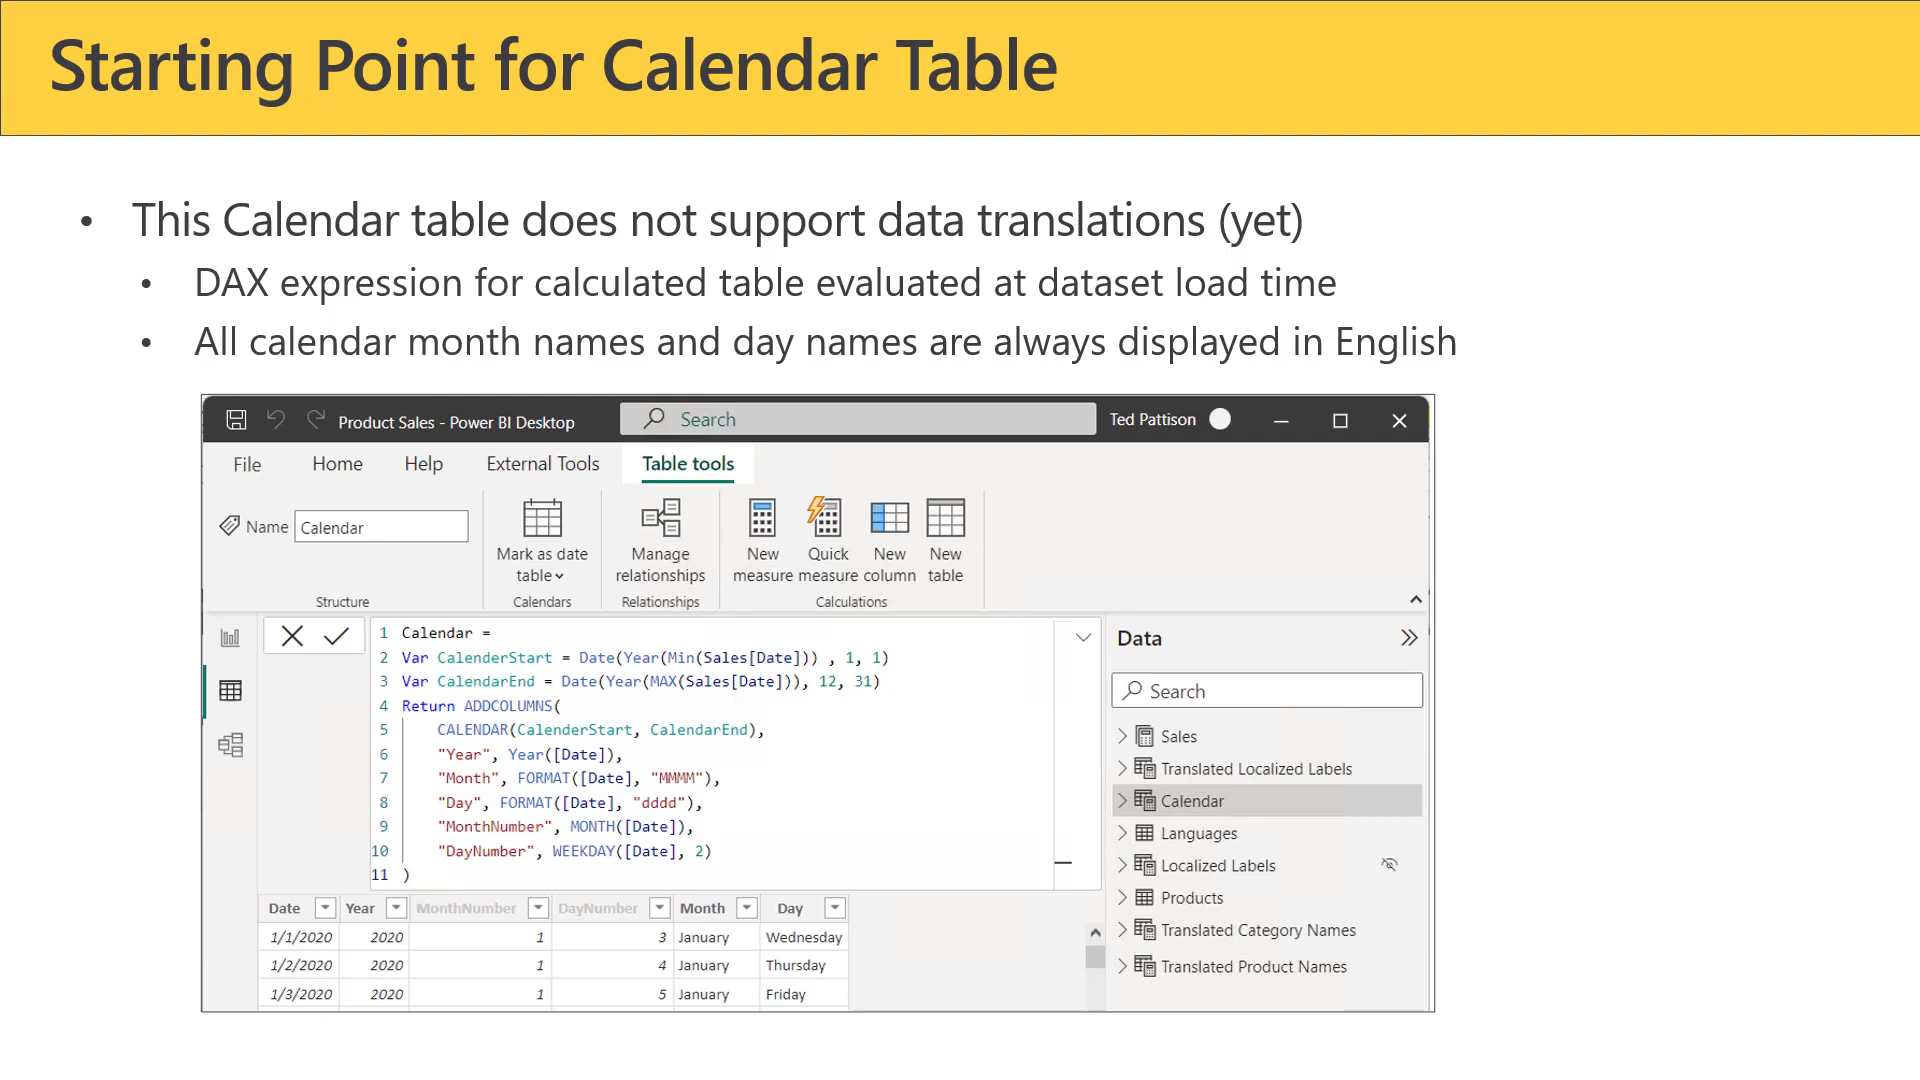 Starting Point for Calendar Table
• This Calendar table does not support data translations (yet)
• DAX expression for calculated table evaluated at dataset load time
• All calendar month names and day names are always displayed in English
Product Sales - Power BI Desktop
Search
Ted Pattison
File Home Help External Tools Table tools
Name Calendar
Mark as date table
Manage relationships
New measure
Quick measure
New column
New table
Structure Calendars Relationships Calculations
1 Calendar =
2 Var CalenderStart = Date(Year(Min(Sales[Date])) , 1, 1)
3 Var CalendarEnd = Date(Year(MAX(Sales[Date])), 12, 31)
4 Return ADDCOLUMNS(
5 CALENDAR(CalenderStart, CalendarEnd),
6 "Year", Year([Date]),
7 "Month", FORMAT([Date], "MMMM"),
8 "Day", FORMAT([Date], "dddd"),
9 "MonthNumber", MONTH([Date]),
10 "DayNumber", WEEKDAY([Date], 2)
11 )
Date Year MonthNumber DayNumber Month Day
1/1/2020 2020 1 3 January Wednesday
1/2/2020 2020 1 4 January Thursday
1/3/2020 2020 1 5 January Friday
Data
Search
Sales
Translated Localized Labels
Calendar
Languages
Localized Labels
Products
Translated Category Names
Translated Product Names